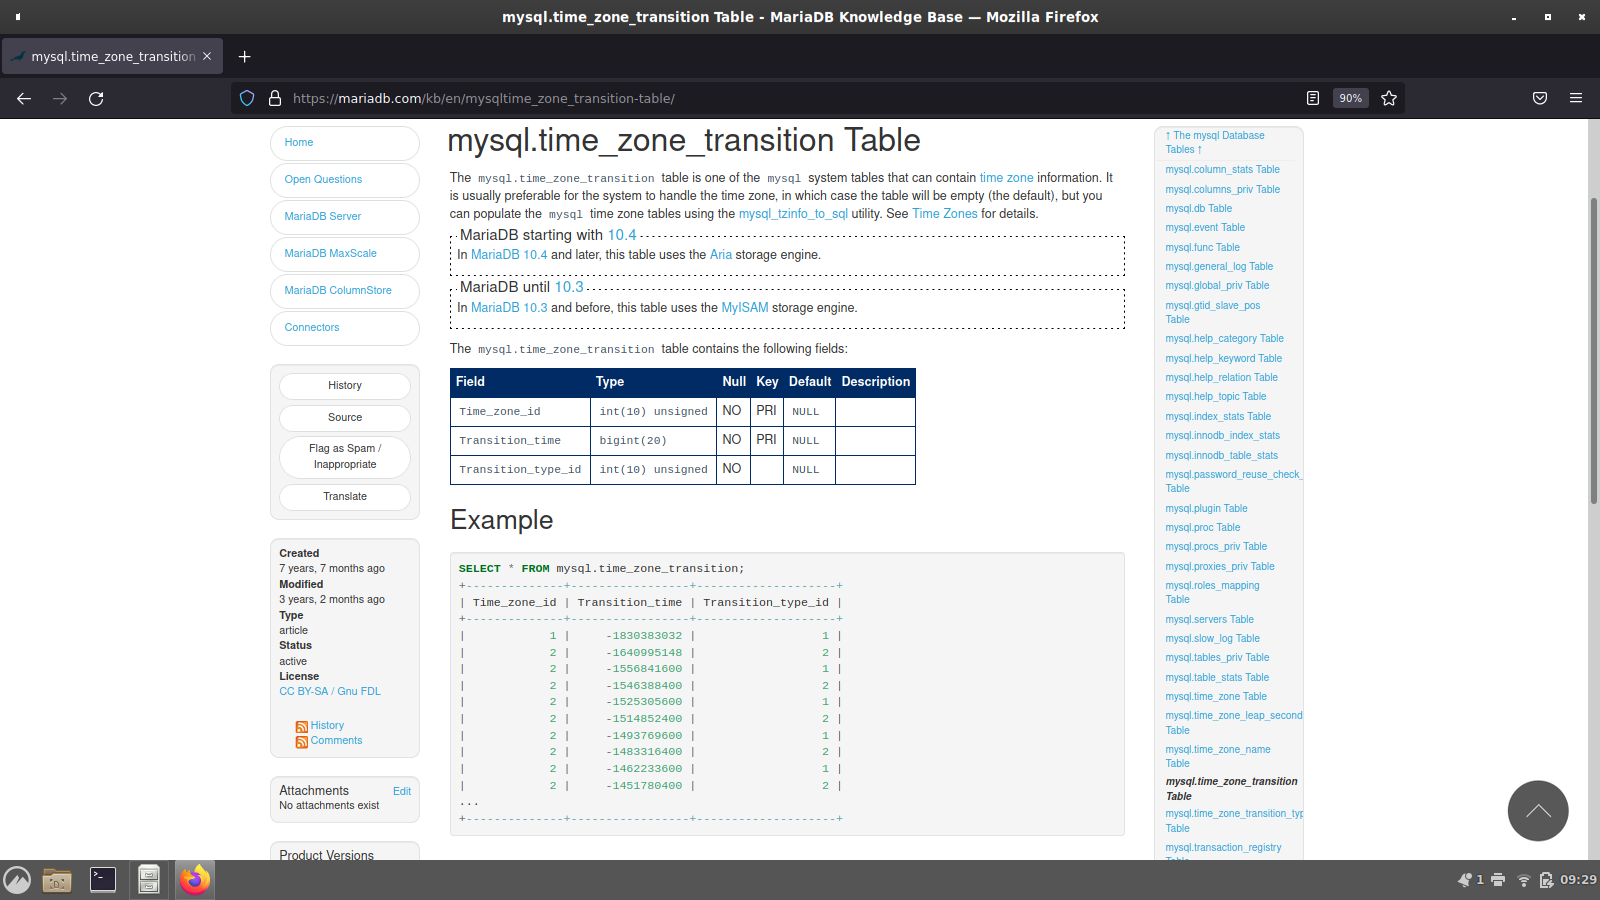 mysql.time_zone_transition Table - MariaDB Knowledge Base — Mozilla Firefox
mysql.time_zone_transition
https://mariadb.com/kb/en/mysqltime_zone_transition-table/
90%
Home
Open Questions
MariaDB Server
MariaDB MaxScale
MariaDB ColumnStore
Connectors
History
Source
Flag as Spam /
Inappropriate
Translate
Created
7 years, 7 months ago
Modified
3 years, 2 months ago
Type
article
Status
active
License
CC BY-SA / Gnu FDL
History
Comments
Attachments Edit
No attachments exist
Product Versions
mysql.time_zone_transition Table
The mysql.time_zone_transition table is one of the mysql system tables that can contain time zone information. It
is usually preferable for the system to handle the time zone, in which case the table will be empty (the default), but you
can populate the mysql time zone tables using the mysql_tzinfo_to_sql utility. See Time Zones for details.
MariaDB starting with 10.4
In MariaDB 10.4 and later, this table uses the Aria storage engine.
MariaDB until 10.3
In MariaDB 10.3 and before, this table uses the MyISAM storage engine.
The mysql.time_zone_transition table contains the following fields:
Field Type Null Key Default Description
Time_zone_id int(10) unsigned NO PRI NULL
Transition_time bigint(20) NO PRI NULL
Transition_type_id int(10) unsigned NO NULL
Example
SELECT * FROM mysql.time_zone_transition;
+--------------+-----------------+--------------------+
| Time_zone_id | Transition_time | Transition_type_id |
+--------------+-----------------+--------------------+
| 1 | -1830383032 | 1 |
| 2 | -1640995148 | 2 |
| 2 | -1556841600 | 1 |
| 2 | -1546388400 | 2 |
| 2 | -1525305600 | 1 |
| 2 | -1514852400 | 2 |
| 2 | -1493769600 | 1 |
| 2 | -1483316400 | 2 |
| 2 | -1462233600 | 1 |
| 2 | -1451780400 | 2 |
...
+--------------+-----------------+--------------------+
↑ The mysql Database
Tables ↑
mysql.column_stats Table
mysql.columns_priv Table
mysql.db Table
mysql.event Table
mysql.func Table
mysql.general_log Table
mysql.global_priv Table
mysql.gtid_slave_pos
Table
mysql.help_category Table
mysql.help_keyword Table
mysql.help_relation Table
mysql.help_topic Table
mysql.index_stats Table
mysql.innodb_index_stats
mysql.innodb_table_stats
mysql.password_reuse_check_
Table
mysql.plugin Table
mysql.proc Table
mysql.procs_priv Table
mysql.proxies_priv Table
mysql.roles_mapping
Table
mysql.servers Table
mysql.slow_log Table
mysql.tables_priv Table
mysql.table_stats Table
mysql.time_zone Table
mysql.time_zone_leap_second
Table
mysql.time_zone_name
Table
mysql.time_zone_transition
Table
mysql.time_zone_transition_typ
Table
mysql.transaction_registry
Table
1
09:29